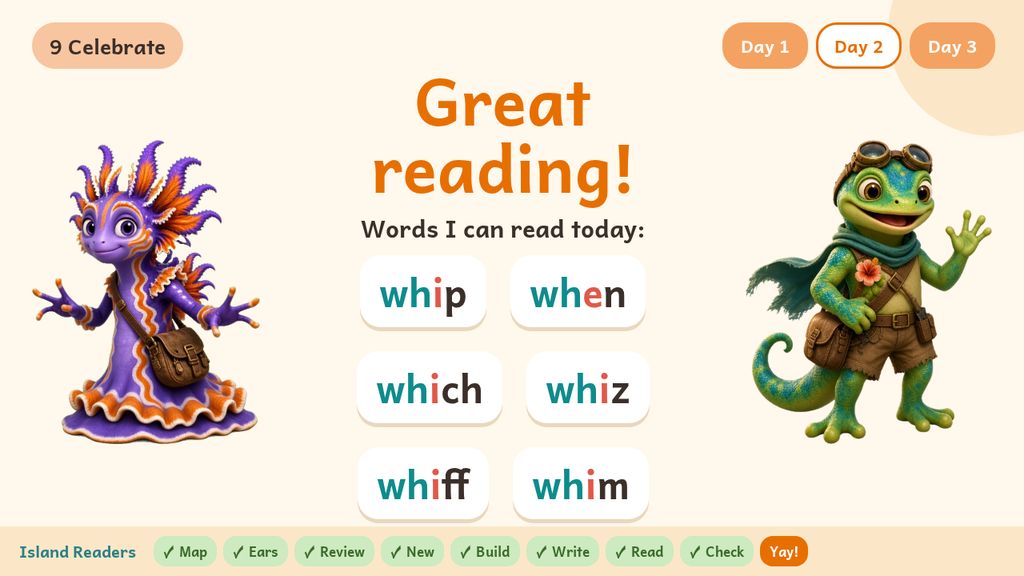 9 Celebrate
Day 1 Day 2 Day 3
Great
reading!
Words I can read today:
whip when
which whiz
whiff whim
Island Readers ✓ Map ✓ Ears ✓ Review ✓ New ✓ Build ✓ Write ✓ Read ✓ Check Yay!